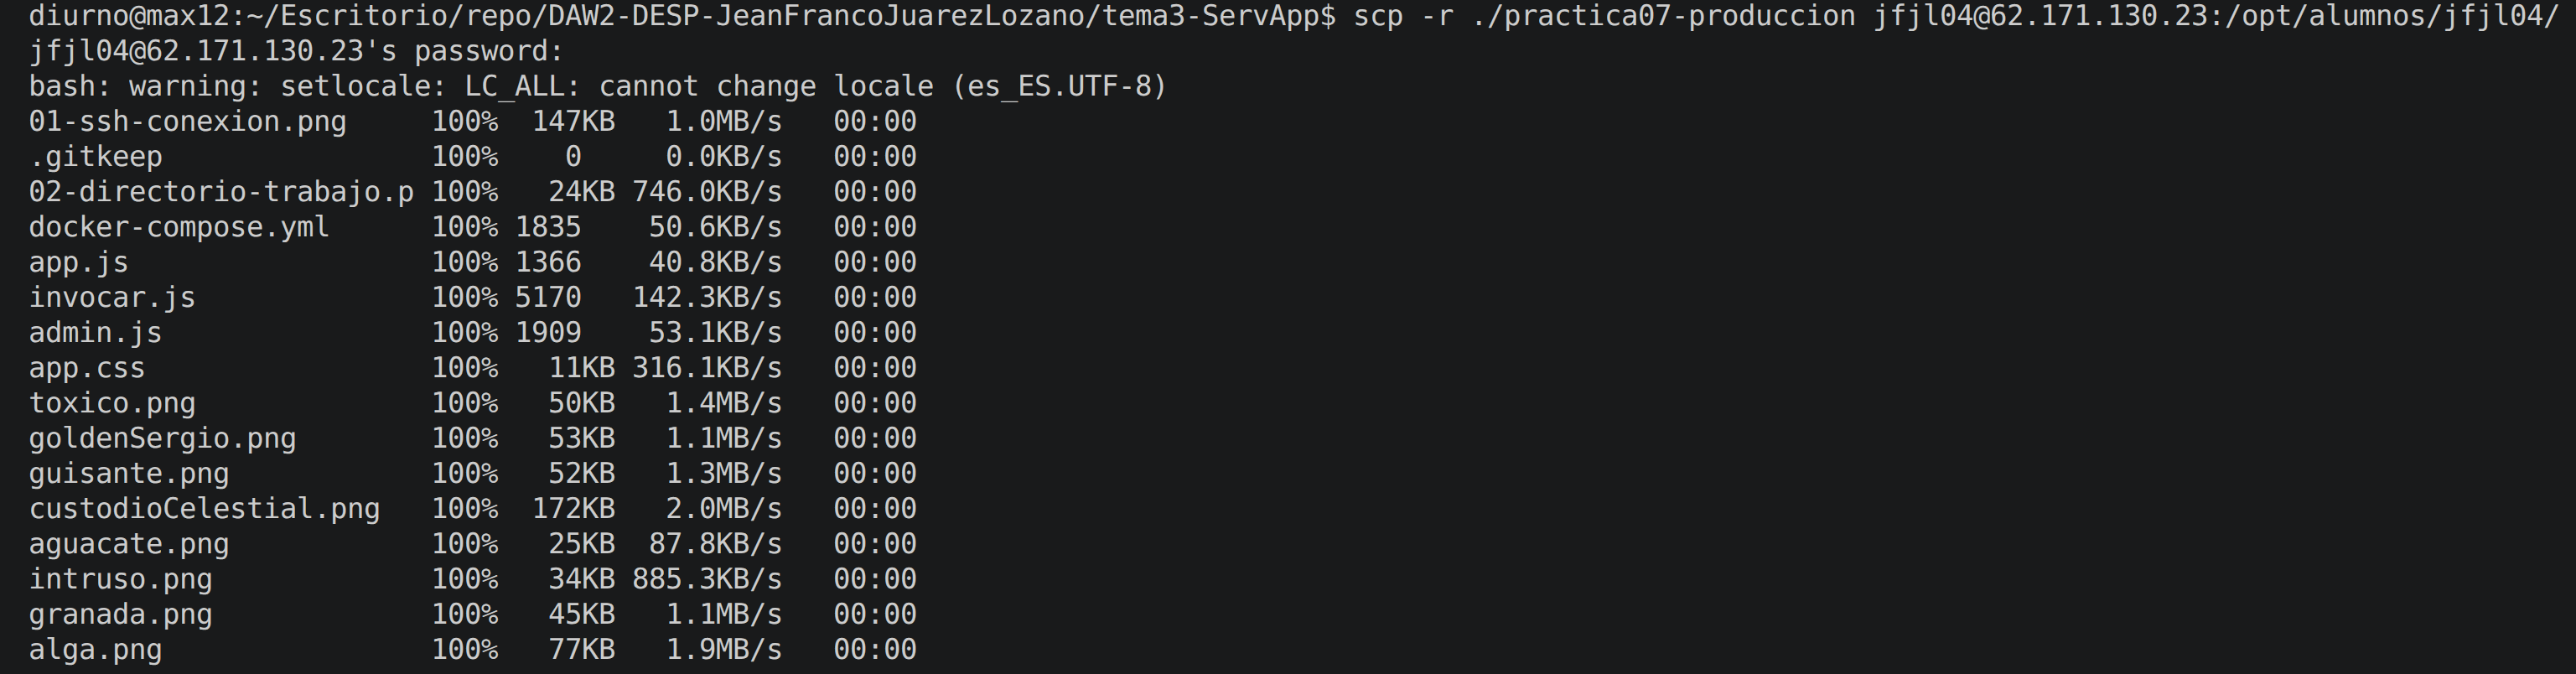 diurno@max12:~/Escritorio/repo/DAW2-DESP-JeanFrancoJuarezLozano/tema3-ServApp$ scp -r ./practica07-produccion jfjl04@62.171.130.23:/opt/alumnos/jfjl04/
jfjl04@62.171.130.23's password:
bash: warning: setlocale: LC_ALL: cannot change locale (es_ES.UTF-8)
01-ssh-conexion.png     100%  147KB   1.0MB/s   00:00
.gitkeep                100%    0     0.0KB/s   00:00
02-directorio-trabajo.p 100%   24KB 746.0KB/s   00:00
docker-compose.yml      100% 1835    50.6KB/s   00:00
app.js                  100% 1366    40.8KB/s   00:00
invocar.js              100% 5170   142.3KB/s   00:00
admin.js                100% 1909    53.1KB/s   00:00
app.css                 100%   11KB 316.1KB/s   00:00
toxico.png              100%   50KB   1.4MB/s   00:00
goldenSergio.png        100%   53KB   1.1MB/s   00:00
guisante.png            100%   52KB   1.3MB/s   00:00
custodioCelestial.png   100%  172KB   2.0MB/s   00:00
aguacate.png            100%   25KB  87.8KB/s   00:00
intruso.png             100%   34KB 885.3KB/s   00:00
granada.png             100%   45KB   1.1MB/s   00:00
alga.png                100%   77KB   1.9MB/s   00:00